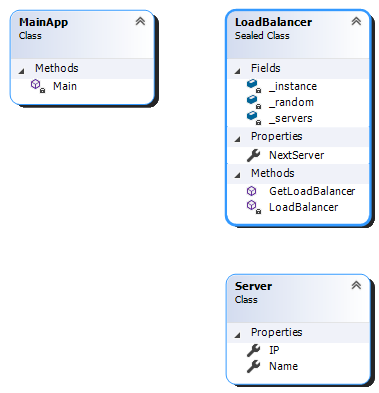 MainApp
Class
Methods
Main
LoadBalancer
Sealed Class
Fields
_instance
_random
_servers
Properties
NextServer
Methods
GetLoadBalancer
LoadBalancer
Server
Class
Properties
IP
Name